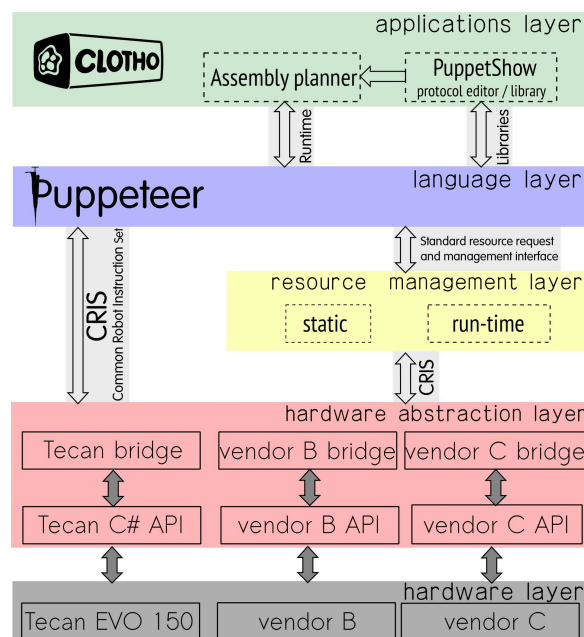 applications layer
CLOTHO
Assembly planner
PuppetShow
protocol editor / library
Runtime
Libraries
language layer
Puppeteer
CRIS
Common Robot Instruction Set
Standard resource request
and management interface
resource management layer
static
run-time
CRIS
hardware abstraction layer
Tecan bridge
vendor B bridge
vendor C bridge
Tecan C# API
vendor B API
vendor C API
hardware layer
Tecan EVO 150
vendor B
vendor C